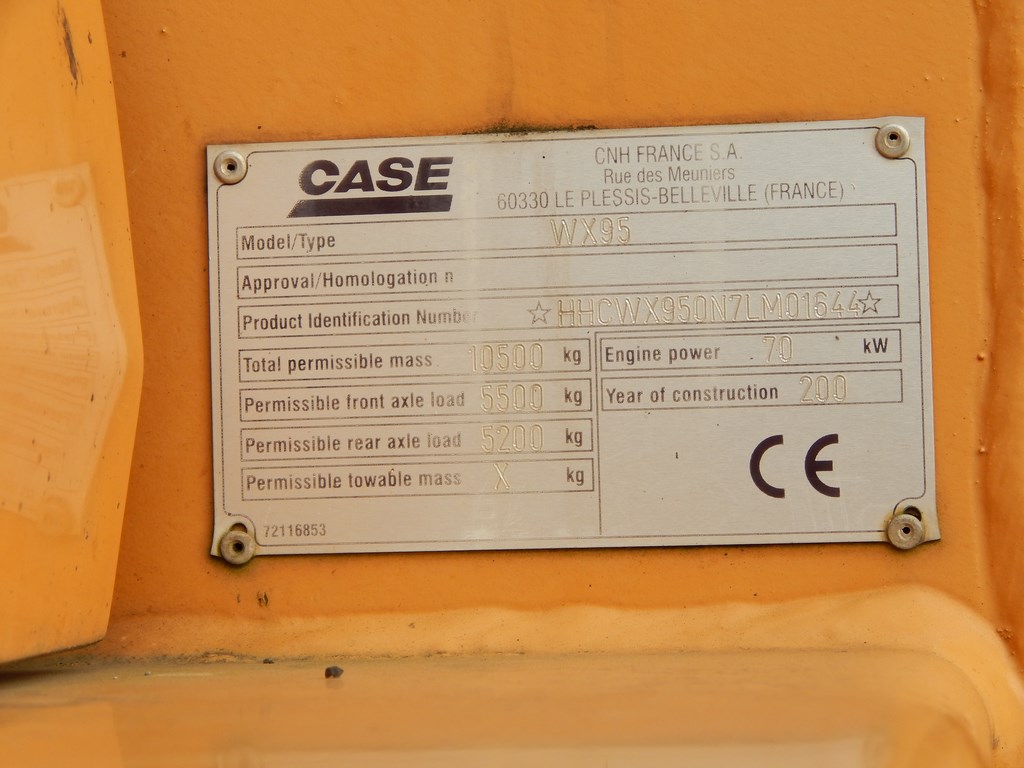 CASE
CNH FRANCE S.A.
Rue des Meuniers
60330 LE PLESSIS-BELLEVILLE (FRANCE)
Model/Type WX95
Approval/Homologation n
Product Identification Numbe ☆ HHCWX950N7LM01644 ☆
Total permissible mass 10500 kg
Engine power 70 kW
Permissible front axle load 5500 kg
Year of construction 200
Permissible rear axle load 5200 kg
Permissible towable mass X kg
CE
72116853